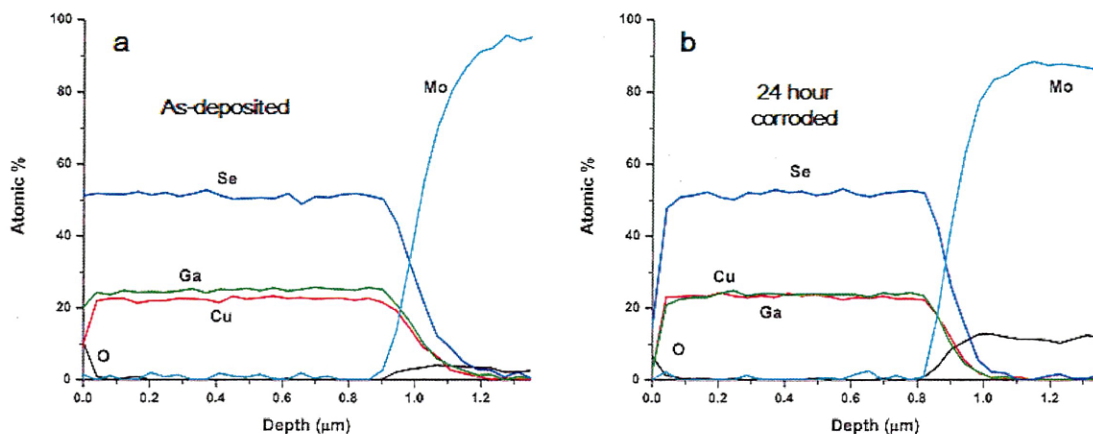 a
As-deposited
Mo
Se
Ga
Cu
O
100
80
60
40
20
0
Atomic %
0.0 0.2 0.4 0.6 0.8 1.0 1.2
Depth (μm)
b
24 hour
corroded
Mo
Se
Cu
Ga
O
100
80
60
40
20
0
Atomic %
0.0 0.2 0.4 0.6 0.8 1.0 1.2
Depth (μm)